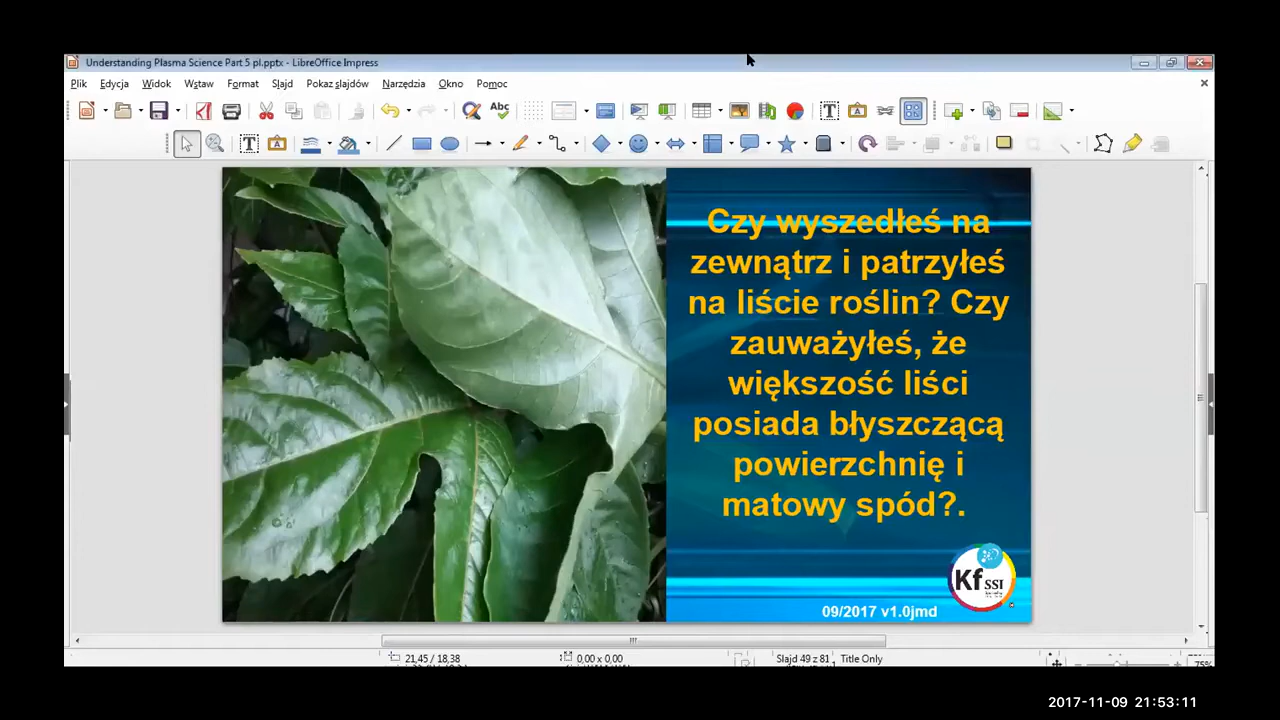 Understanding Plasma Science Part 5 pl.pptx - LibreOffice Impress
Plik Edycja Widok Wstaw Format Slajd Pokaz slajdów Narzędzia Okno Pomoc
Abc
Czy wyszedłeś na
zewnątrz i patrzyłeś
na liście roślin? Czy
zauważyłeś, że
większość liści
posiada błyszczącą
powierzchnię i
matowy spód?.
Kf SSI
09/2017 v1.0jmd
21,45 / 18,38 0,00 x 0,00 Slajd 49 z 81 Title Only 75%
2017-11-09 21:53:11